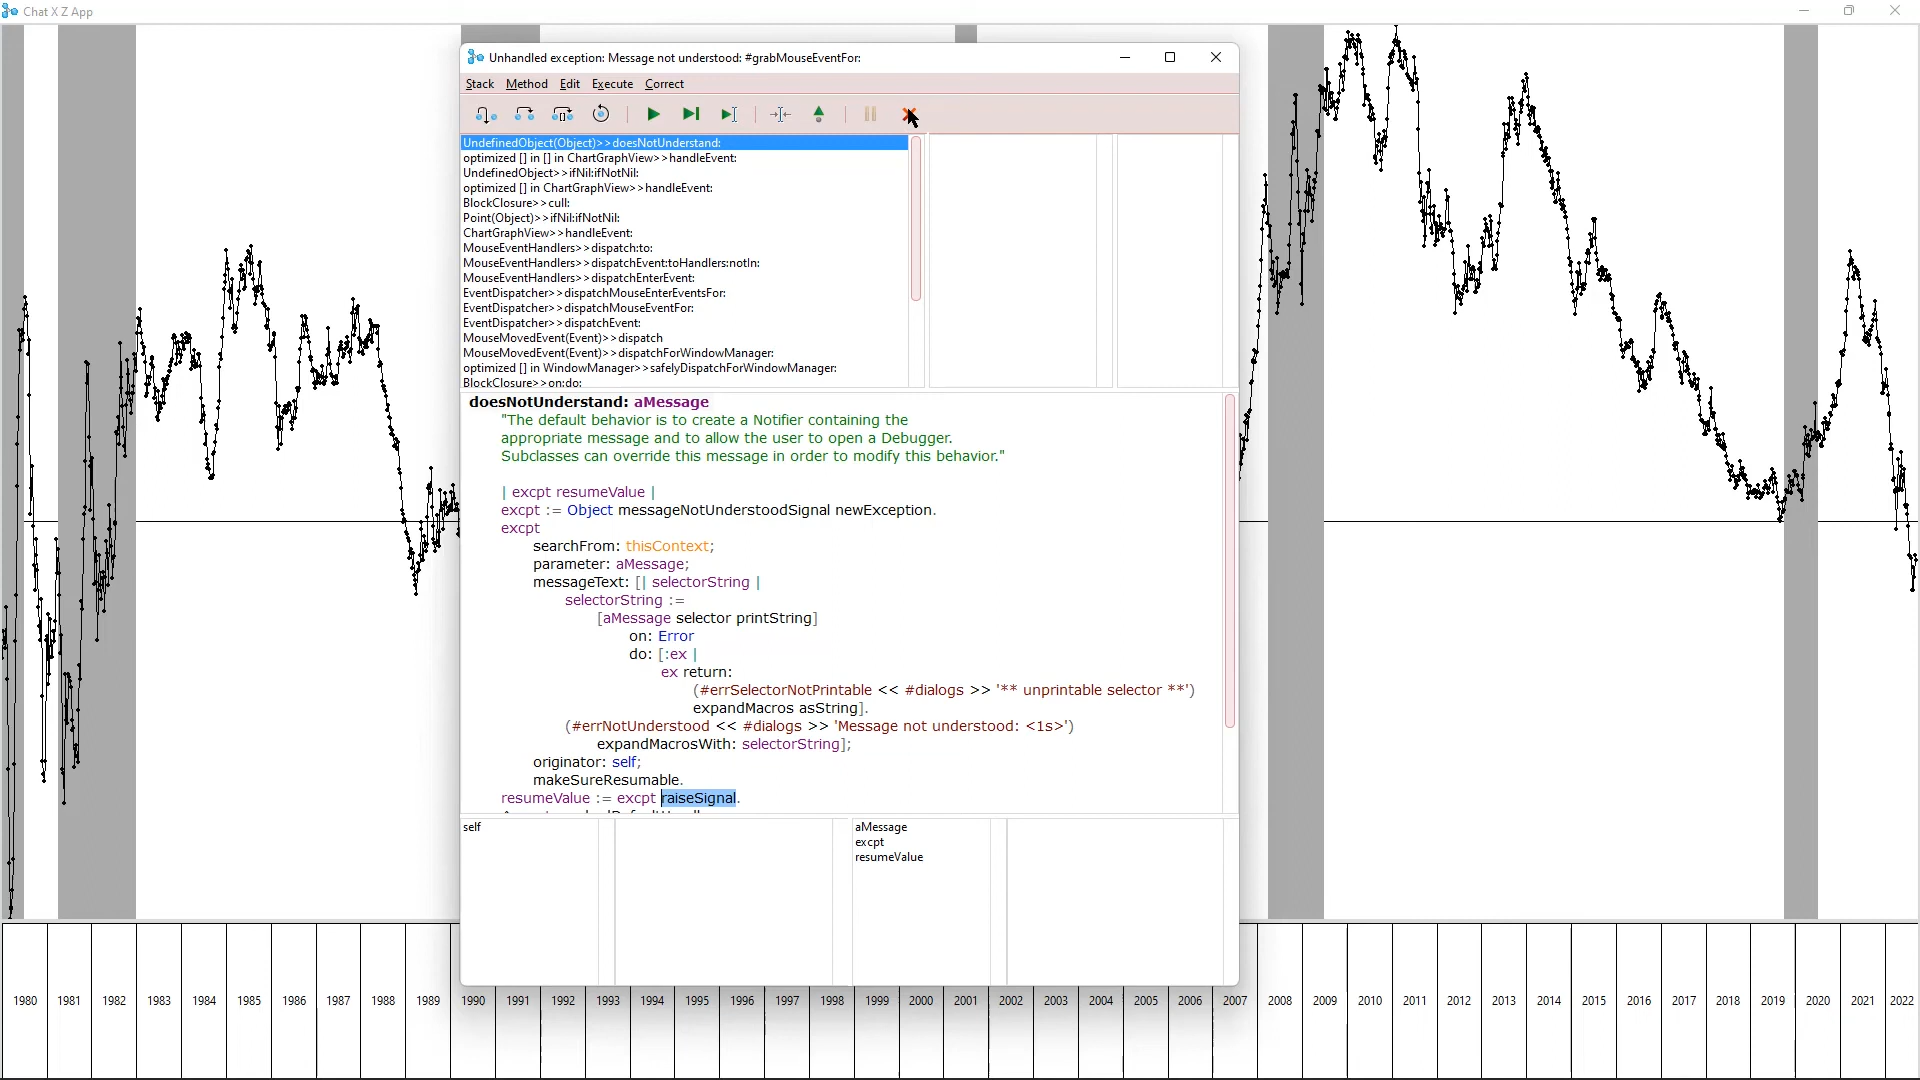 Chat X Z App
Unhandled exception: Message not understood: #grabMouseEventFor:
Stack Method Edit Execute Correct
UndefinedObject(Object)>>doesNotUnderstand:
optimized [] in [] in ChartGraphView>>handleEvent:
UndefinedObject>>ifNil:ifNotNil:
optimized [] in ChartGraphView>>handleEvent:
BlockClosure>>cull:
Point(Object)>>ifNil:ifNotNil:
ChartGraphView>>handleEvent:
MouseEventHandlers>>dispatch:to:
MouseEventHandlers>>dispatchEvent:toHandlers:notIn:
MouseEventHandlers>>dispatchEnterEvent:
EventDispatcher>>dispatchMouseEnterEventsFor:
EventDispatcher>>dispatchMouseEventFor:
EventDispatcher>>dispatchEvent:
MouseMovedEvent(Event)>>dispatch
MouseMovedEvent(Event)>>dispatchForWindowManager:
optimized [] in WindowManager>>safelyDispatchForWindowManager:
BlockClosure>>on:do:
doesNotUnderstand: aMessage
"The default behavior is to create a Notifier containing the
appropriate message and to allow the user to open a Debugger.
Subclasses can override this message in order to modify this behavior."
| excpt resumeValue |
excpt := Object messageNotUnderstoodSignal newException.
excpt
searchFrom: thisContext;
parameter: aMessage;
messageText: [| selectorString |
selectorString :=
[aMessage selector printString]
on: Error
do: [:ex |
ex return:
(#errSelectorNotPrintable << #dialogs >> '** unprintable selector **')
expandMacros asString].
(#errNotUnderstood << #dialogs >> 'Message not understood: <1s>')
expandMacrosWith: selectorString];
originator: self;
makeSureResumable.
resumeValue := excpt raiseSignal.
self
aMessage
excpt
resumeValue
1980 1981 1982 1983 1984 1985 1986 1987 1988 1989 1990 1991 1992 1993 1994 1995 1996 1997 1998 1999 2000 2001 2002 2003 2004 2005 2006 2007 2008 2009 2010 2011 2012 2013 2014 2015 2016 2017 2018 2019 2020 2021 2022